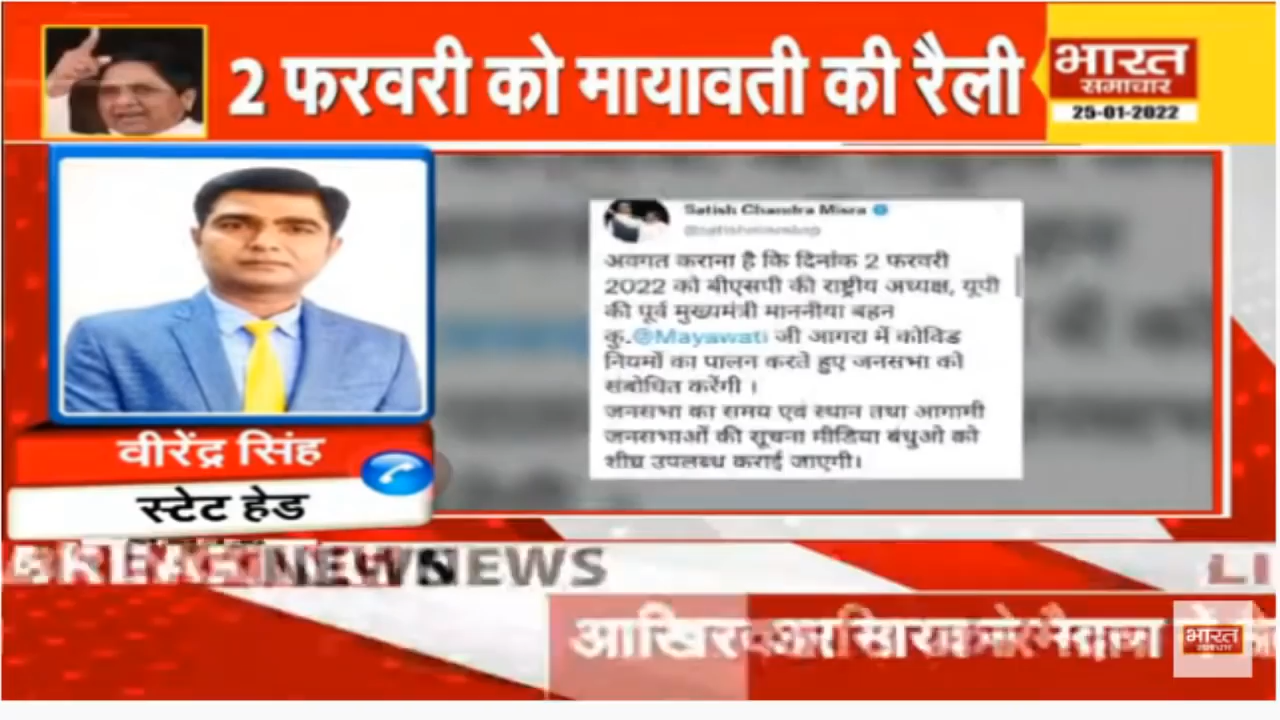 2 फरवरी को मायावती की रैली
भारत
समाचार
25-01-2022
Satish Chandra Misra
अवगत कराना है कि दिनांक 2 फरवरी
2022 को बीएसपी की राष्ट्रीय अध्यक्ष, यूपी
की पूर्व मुख्यमंत्री माननीया बहन
कु.@Mayawati जी आगरा में कोविड
नियमों का पालन करते हुए जनसभा को
संबोधित करेंगी ।
जनसभा का समय एवं स्थान तथा आगामी
जनसभाओं की सूचना मीडिया बंधुओ को
शीघ्र उपलब्ध कराई जाएगी।
वीरेंद्र सिंह
स्टेट हेड
NEWS
भारत
समाचार